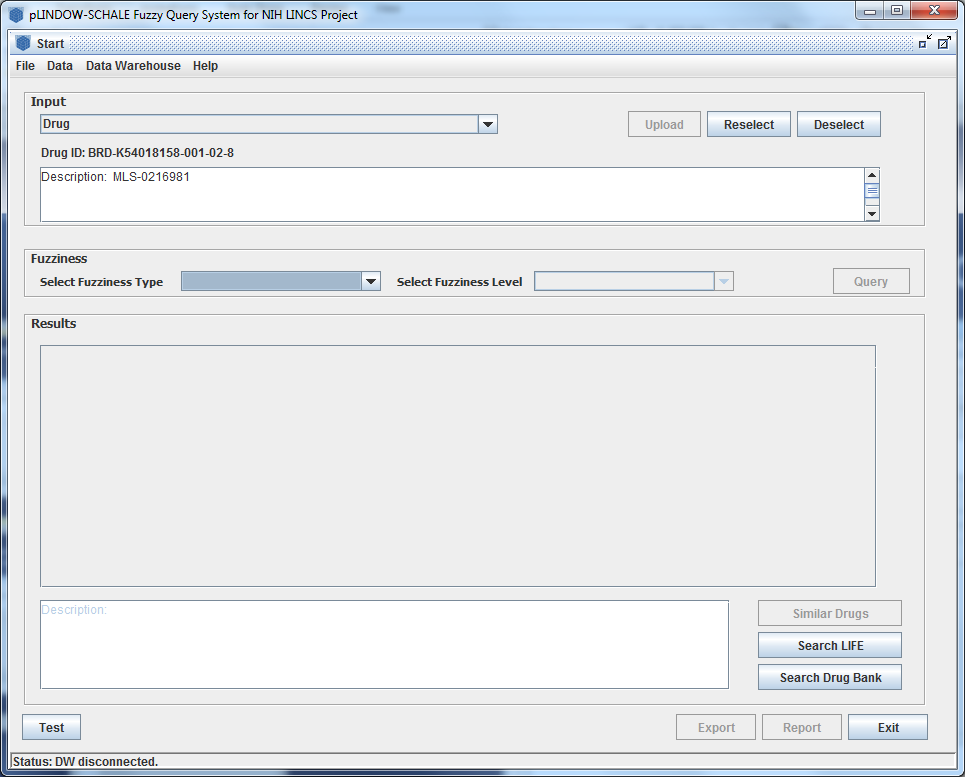 pLINDOW-SCHALE Fuzzy Query System for NIH LINCS Project
Start
File Data Data Warehouse Help
Input
Drug Upload Reselect Deselect
Drug ID: BRD-K54018158-001-02-8
Description: MLS-0216981
Fuzziness
Select Fuzziness Type Select Fuzziness Level Query
Results
Description: Similar Drugs
Search LIFE
Search Drug Bank
Test Export Report Exit
Status: DW disconnected.